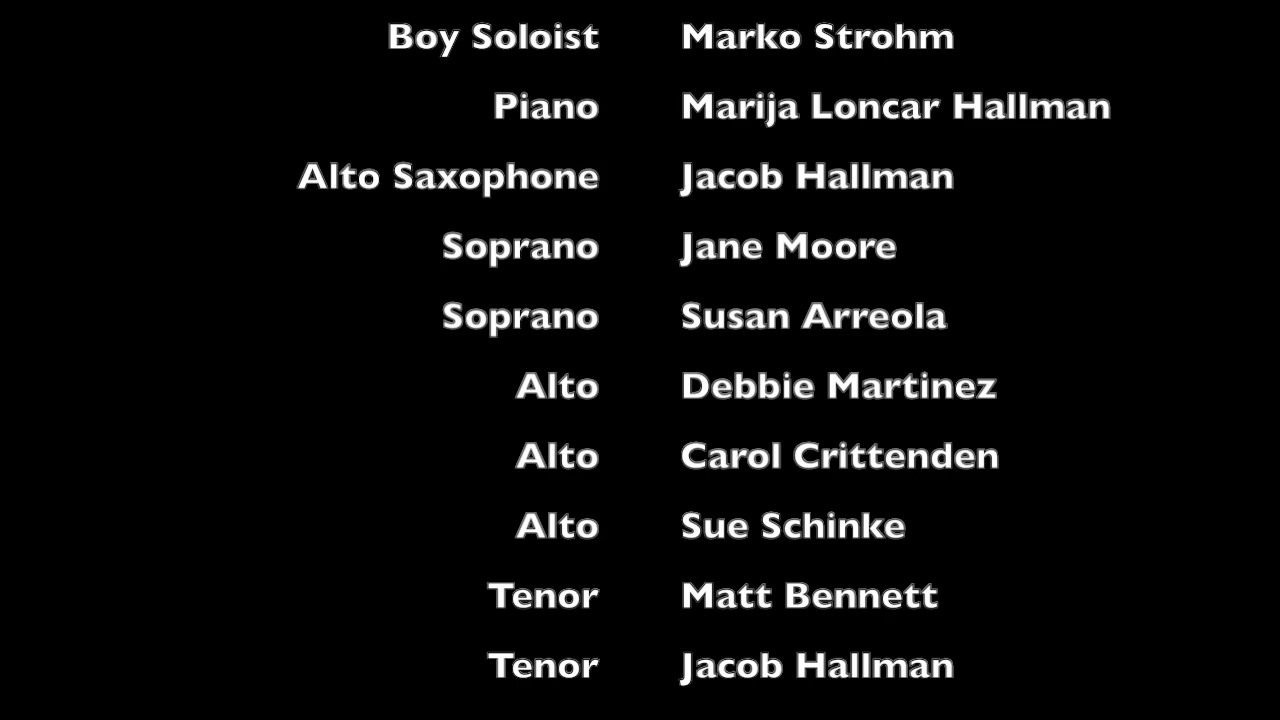 Boy Soloist Marko Strohm
Piano Marija Loncar Hallman
Alto Saxophone Jacob Hallman
Soprano Jane Moore
Soprano Susan Arreola
Alto Debbie Martinez
Alto Carol Crittenden
Alto Sue Schinke
Tenor Matt Bennett
Tenor Jacob Hallman